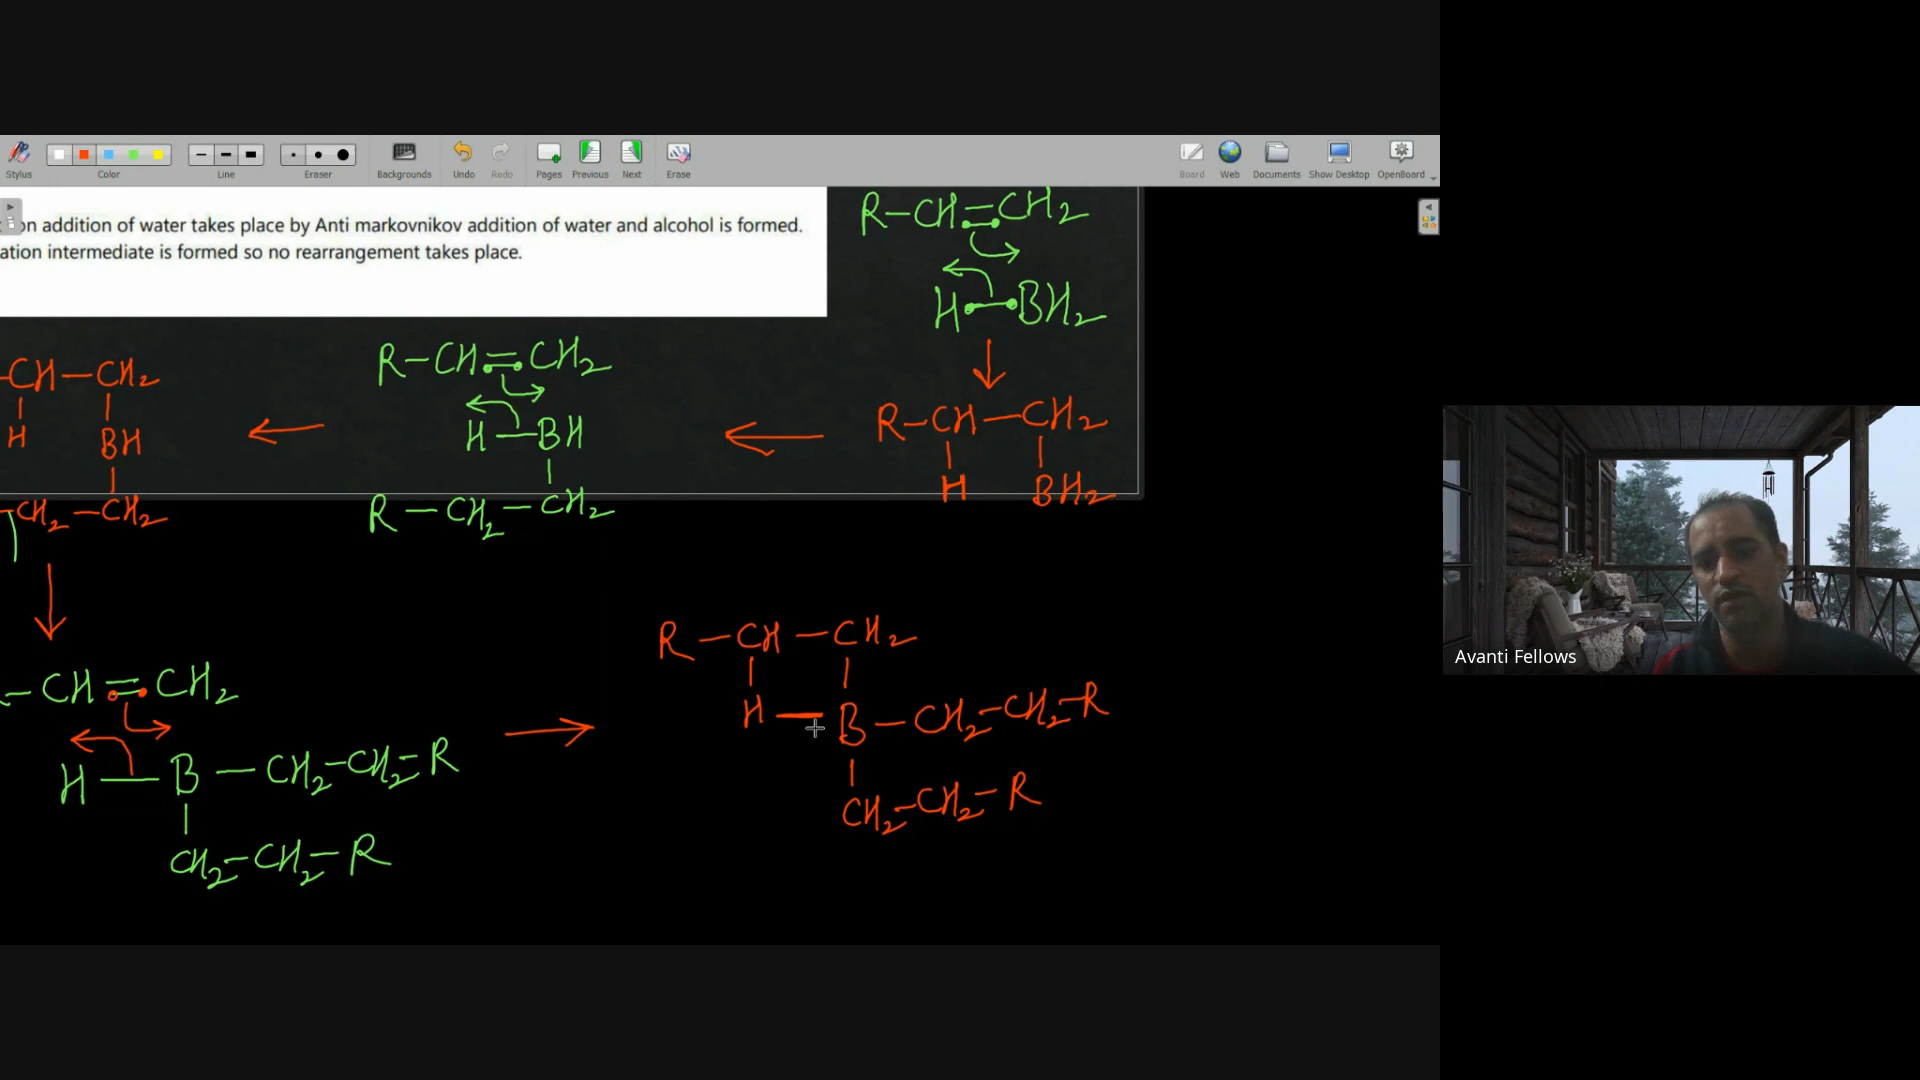 Stylus Color Line Eraser Backgrounds Undo Redo Pages Previous Next Erase Board Web Documents Show Desktop OpenBoard
on addition of water takes place by Anti markovnikov addition of water and alcohol is formed.
ation intermediate is formed so no rearrangement takes place.
R-CH=CH2
H-BH2
R-CH-CH2
H BH2
R-CH=CH2
H-BH
R-CH2-CH2
-CH-CH2
H BH
-CH2-CH2
-CH=CH2
H-B-CH2-CH2-R
CH2-CH2-R
R-CH-CH2
H-B-CH2-CH2-R
CH2-CH2-R
Avanti Fellows